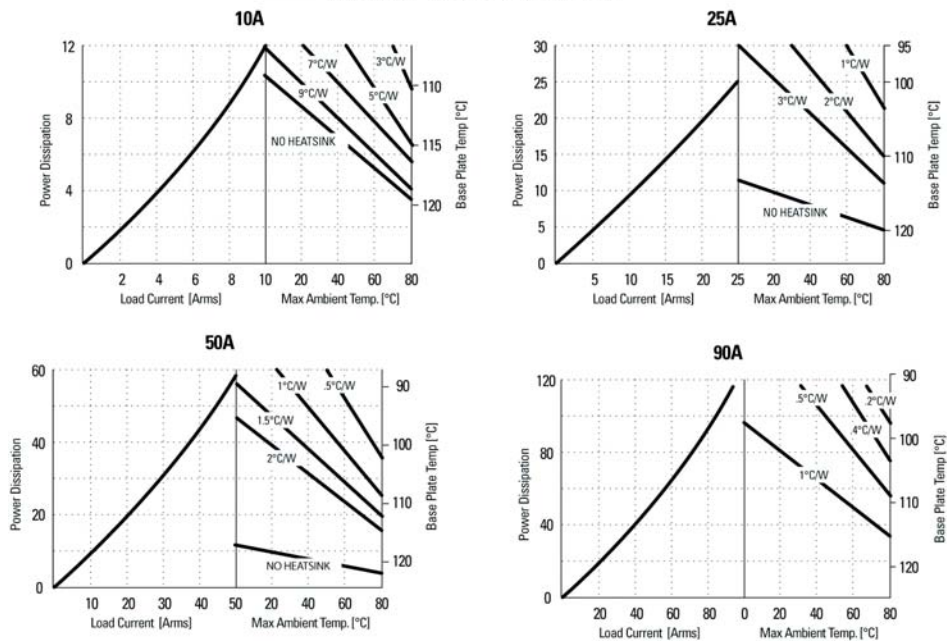 10A
12
8
4
0
Power Dissipation
2 4 6 8 10 20 40 60 80
Load Current [Arms] Max Ambient Temp. [°C]
7°C/W
3°C/W
5°C/W
9°C/W
NO HEATSINK
110
115
120
Base Plate Temp [°C]
25A
30
25
20
15
10
5
0
Power Dissipation
5 10 15 20 25 20 40 60 80
Load Current [Arms] Max Ambient Temp. [°C]
1°C/W
2°C/W
3°C/W
NO HEATSINK
95
100
110
120
Base Plate Temp [°C]
50A
60
40
20
0
Power Dissipation
10 20 30 40 50 20 40 60 80
Load Current [Arms] Max Ambient Temp. [°C]
1°C/W
.5°C/W
1.5°C/W
2°C/W
NO HEATSINK
90
100
110
120
Base Plate Temp [°C]
90A
120
80
40
0
Power Dissipation
20 40 60 80 0 20 40 60 80
Load Current [Arms] Max Ambient Temp. [°C]
.5°C/W
.2°C/W
.4°C/W
1°C/W
90
100
110
120
Base Plate Temp [°C]